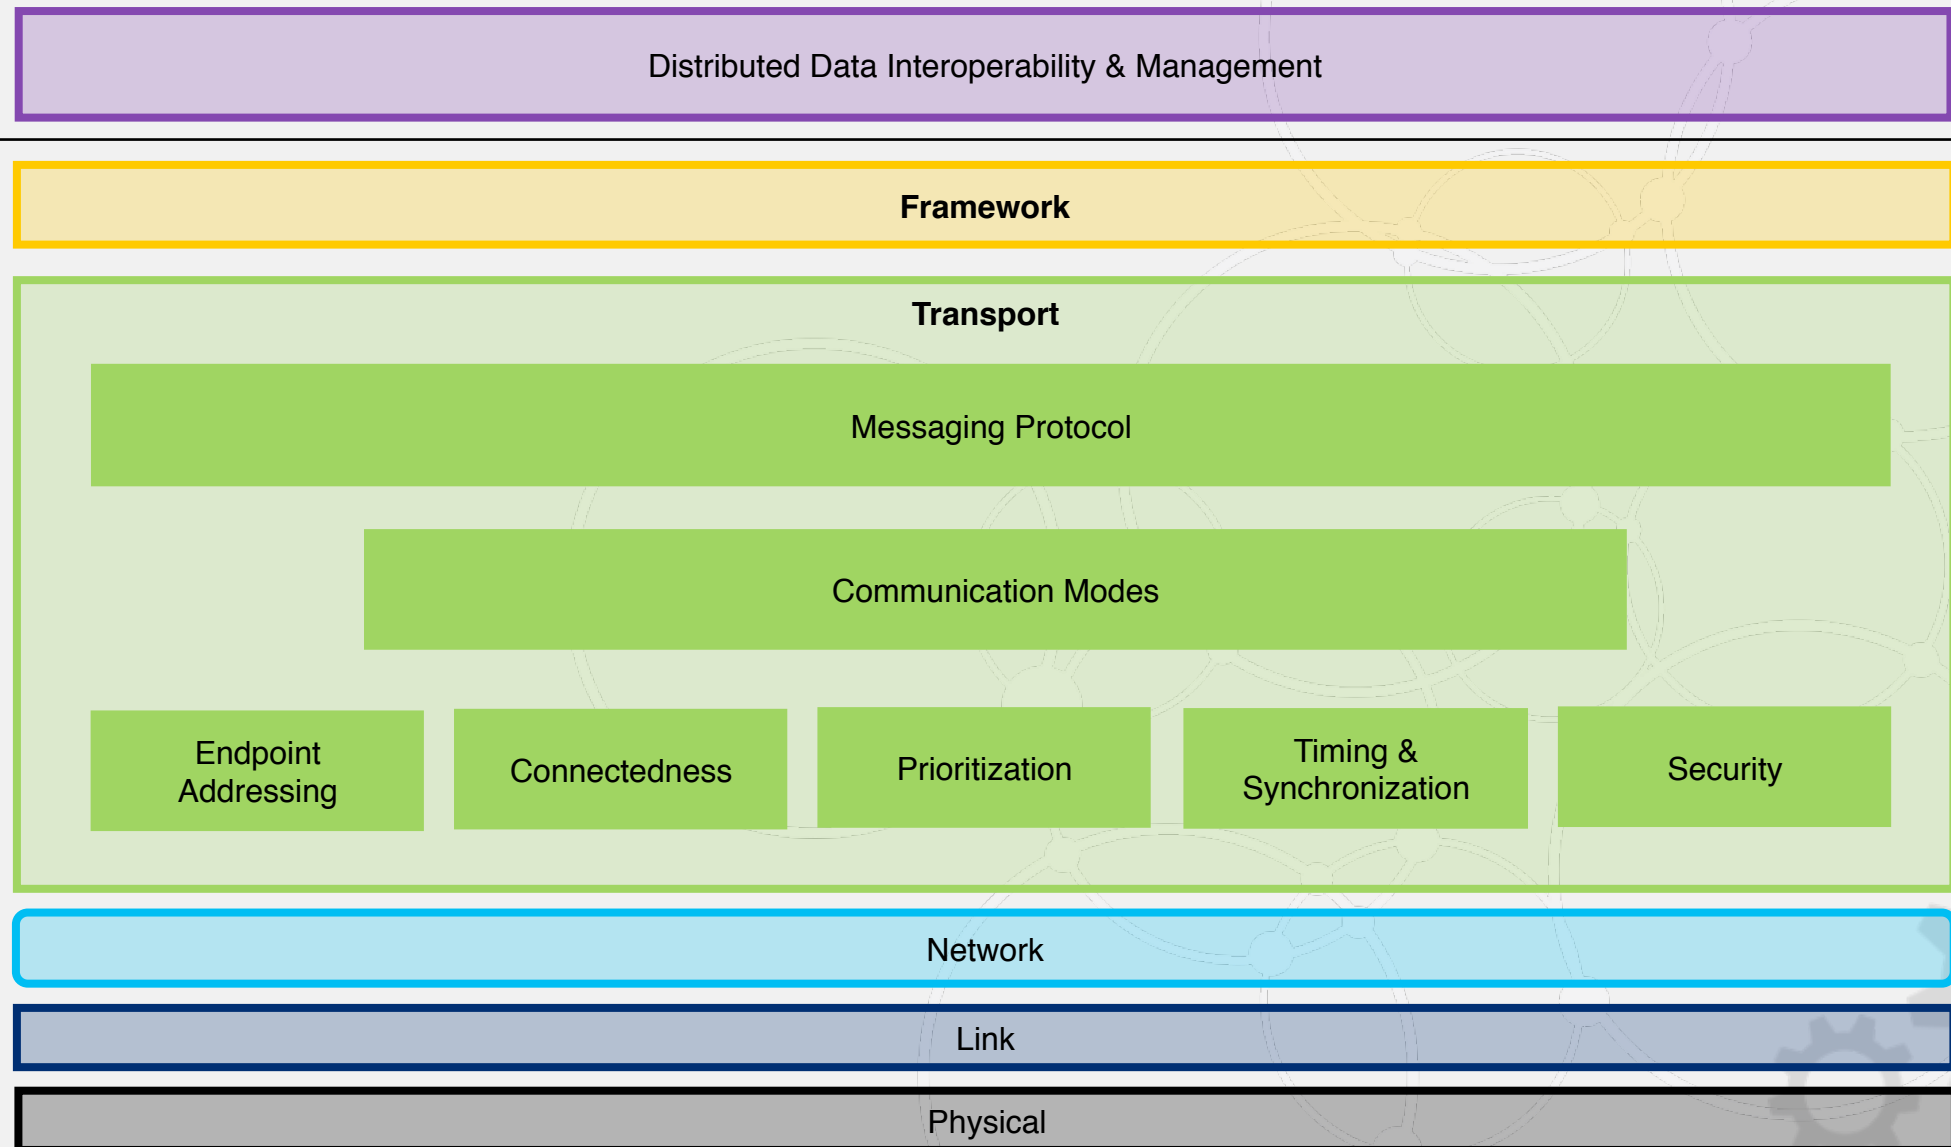 Distributed Data Interoperability & Management
Framework
Transport
Messaging Protocol
Communication Modes
Endpoint
Addressing
Connectedness
Prioritization
Timing &
Synchronization
Security
Network
Link
Physical